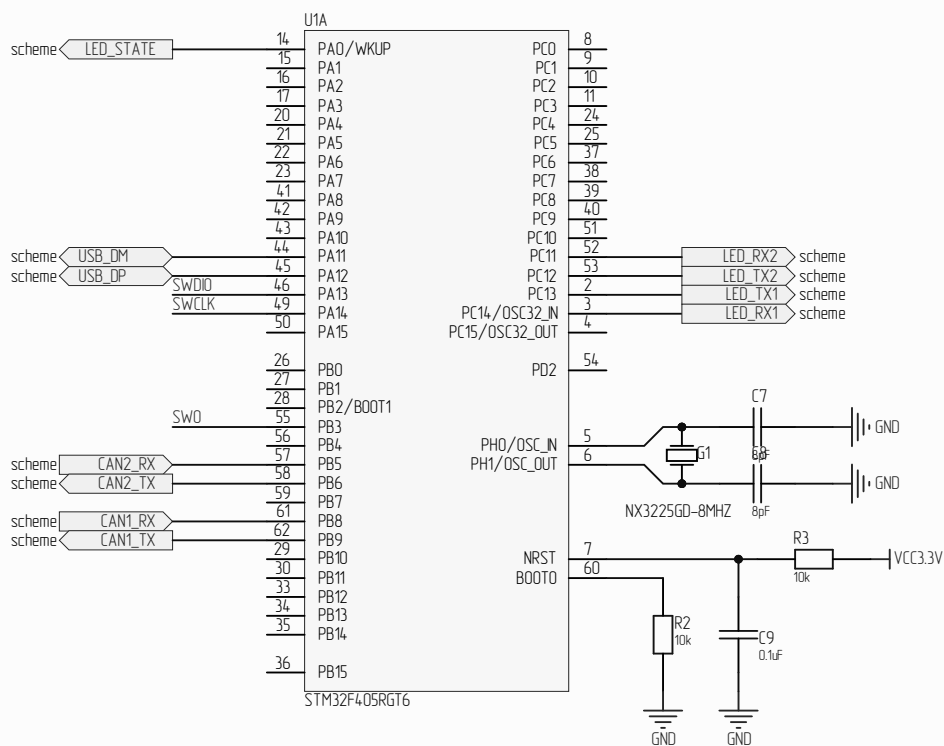 U1A
scheme LED_STATE 14 PA0/WKUP PC0 8
15 PA1 PC1 9
16 PA2 PC2 10
17 PA3 PC3 11
20 PA4 PC4 24
21 PA5 PC5 25
22 PA6 PC6 37
23 PA7 PC7 38
41 PA8 PC8 39
42 PA9 PC9 40
43 PA10 PC10 51
scheme USB_DM 44 PA11 PC11 52 LED_RX2 scheme
scheme USB_DP 45 PA12 PC12 53 LED_TX2 scheme
SWDIO 46 PA13 PC13 2 LED_TX1 scheme
SWCLK 49 PA14 PC14/OSC32_IN 3 LED_RX1 scheme
50 PA15 PC15/OSC32_OUT 4
26 PB0 PD2 54
27 PB1
28 PB2/BOOT1
C7
SWO 55 PB3 GND
56 PB4 PH0/OSC_IN 5 G1 8pF
scheme CAN2_RX 57 PB5 PH1/OSC_OUT 6
scheme CAN2_TX 58 PB6 GND
59 PB7 NX3225GD-8MHZ 8pF
scheme CAN1_RX 61 PB8
scheme CAN1_TX 62 PB9 R3
29 PB10 NRST 7 VCC3.3V
30 PB11 BOOT0 60 10k
33 PB12
34 PB13 R2
35 PB14 10k C9
0.1uF
36 PB15
STM32F405RGT6
GND GND